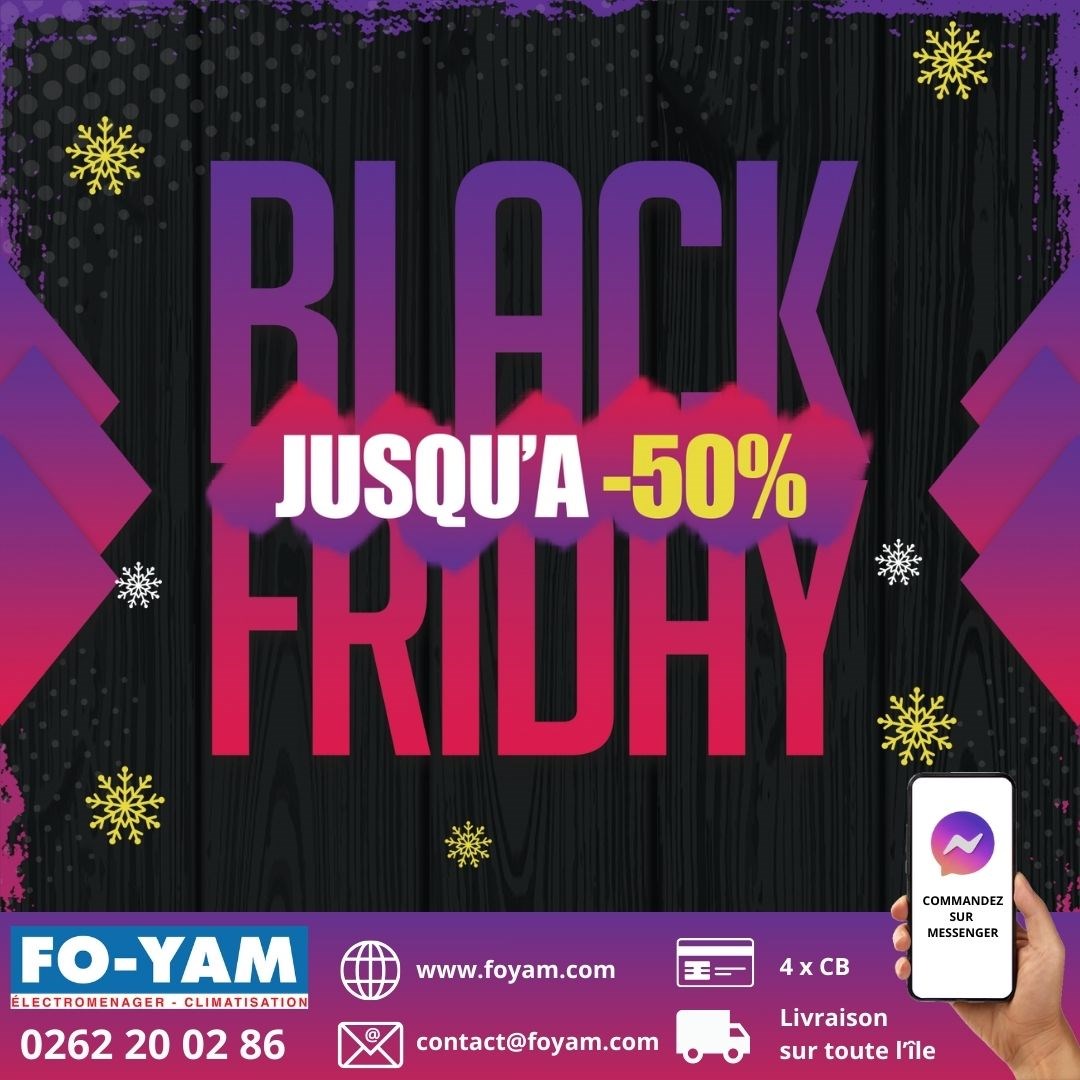 BLACK
JUSQU'A -50%
FRIDAY
COMMANDEZ
SUR
MESSENGER
FO-YAM
ÉLECTROMENAGER - CLIMATISATION
0262 20 02 86
www.foyam.com
@
contact@foyam.com
4 x CB
Livraison
sur toute l'île